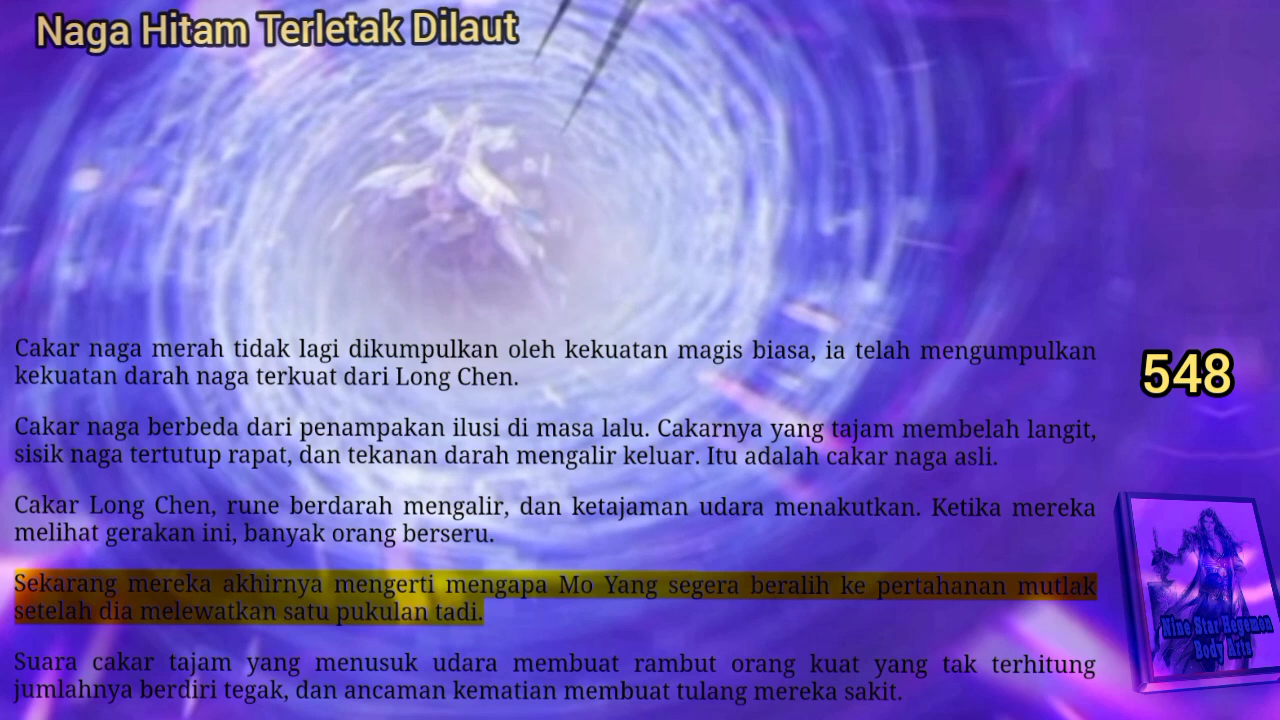 Naga Hitam Terletak Dilaut
Cakar naga merah tidak lagi dikumpulkan oleh kekuatan magis biasa, ia telah mengumpulkan
kekuatan darah naga terkuat dari Long Chen.
548
Cakar naga berbeda dari penampakan ilusi di masa lalu. Cakarnya yang tajam membelah langit,
sisik naga tertutup rapat, dan tekanan darah mengalir keluar. Itu adalah cakar naga asli.
Cakar Long Chen, rune berdarah mengalir, dan ketajaman udara menakutkan. Ketika mereka
melihat gerakan ini, banyak orang berseru.
Sekarang mereka akhirnya mengerti mengapa Mo Yang segera beralih ke pertahanan mutlak
setelah dia melewatkan satu pukulan tadi.
Suara cakar tajam yang menusuk udara membuat rambut orang kuat yang tak terhitung
jumlahnya berdiri tegak, dan ancaman kematian membuat tulang mereka sakit.
Nine Star Hegemon
Body Arts